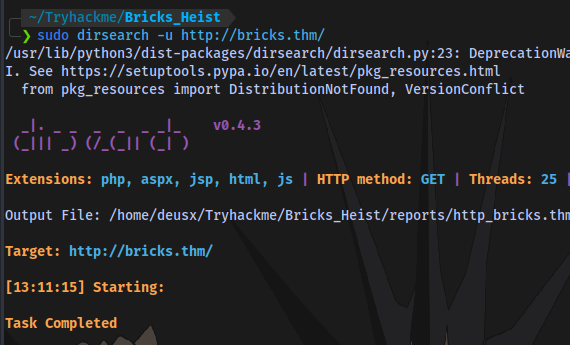 ~/Tryhackme/Bricks_Heist
❯ sudo dirsearch -u http://bricks.thm/
/usr/lib/python3/dist-packages/dirsearch/dirsearch.py:23: DeprecationWa
I. See https://setuptools.pypa.io/en/latest/pkg_resources.html
  from pkg_resources import DistributionNotFound, VersionConflict
  _|. _ _  _  _  _ _|_    v0.4.3
 (_||| _) (/_(_|| (_| )
Extensions: php, aspx, jsp, html, js | HTTP method: GET | Threads: 25 |
Output File: /home/deusx/Tryhackme/Bricks_Heist/reports/http_bricks.thm
Target: http://bricks.thm/
[13:11:15] Starting:
Task Completed